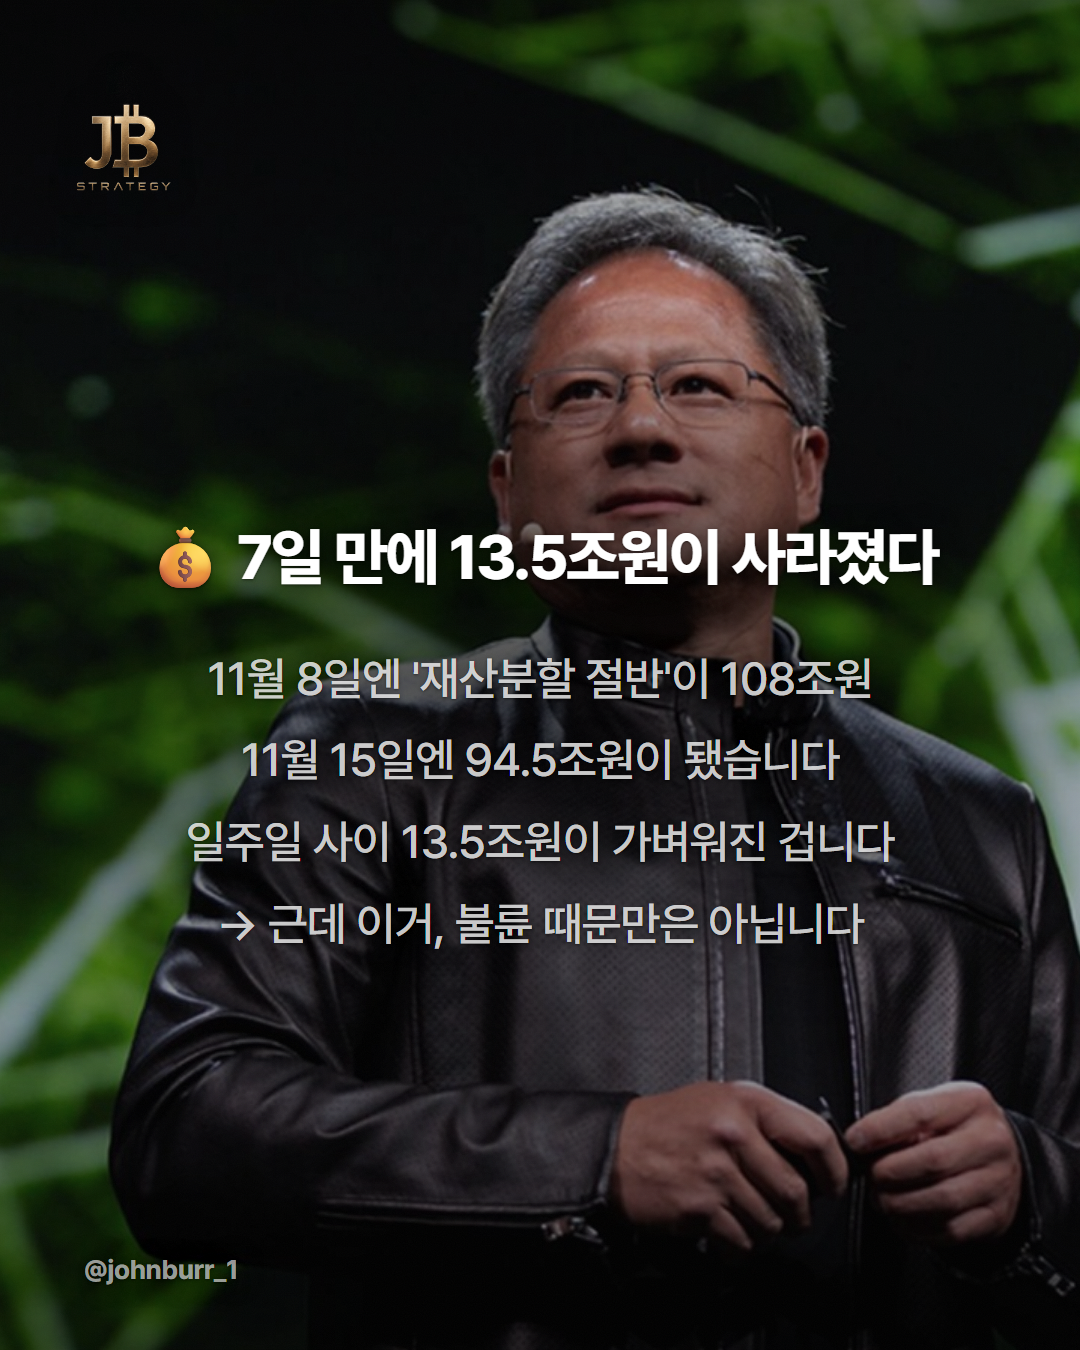 JB
STRATEGY
💰 7일 만에 13.5조원이 사라졌다
11월 8일엔 '재산분할 절반'이 108조원
11월 15일엔 94.5조원이 됐습니다
일주일 사이 13.5조원이 가벼워진 겁니다
→ 근데 이거, 불륜 때문만은 아닙니다
@johnburr_1